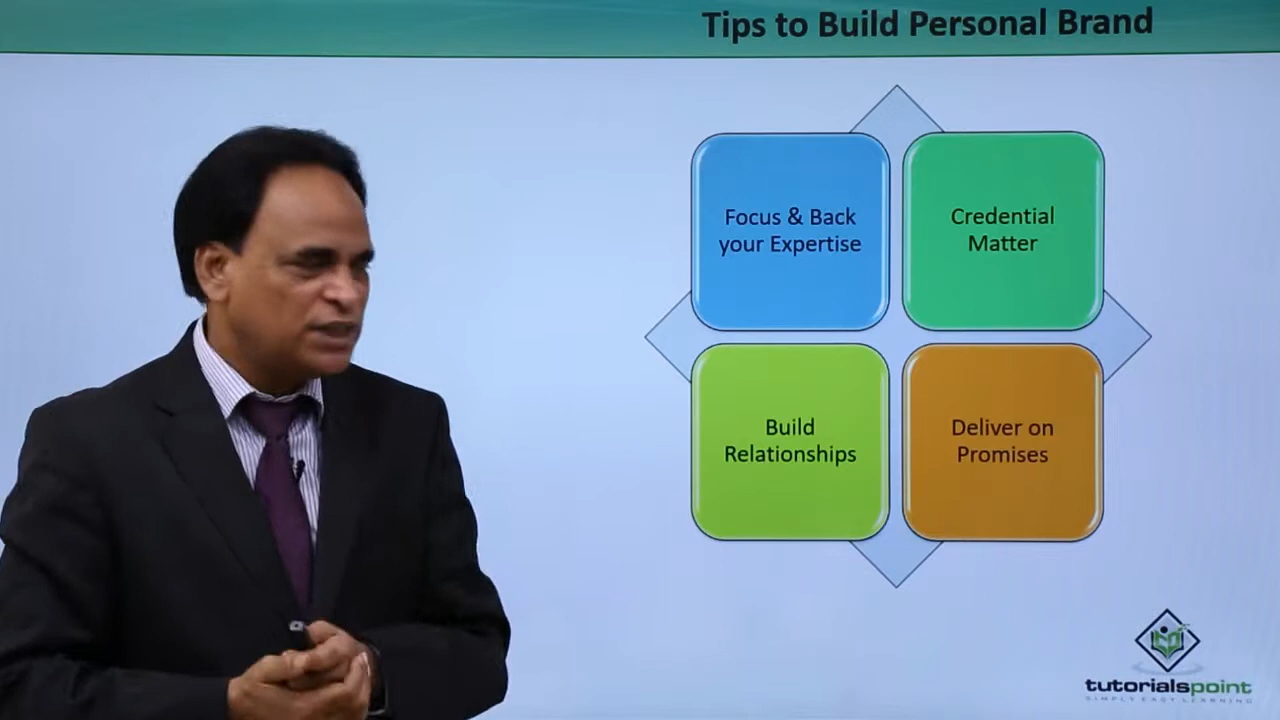 Tips to Build Personal Brand
Focus & Back
your Expertise
Credential
Matter
Build
Relationships
Deliver on
Promises
tutorialspoint
SIMPLY EASY LEARNING